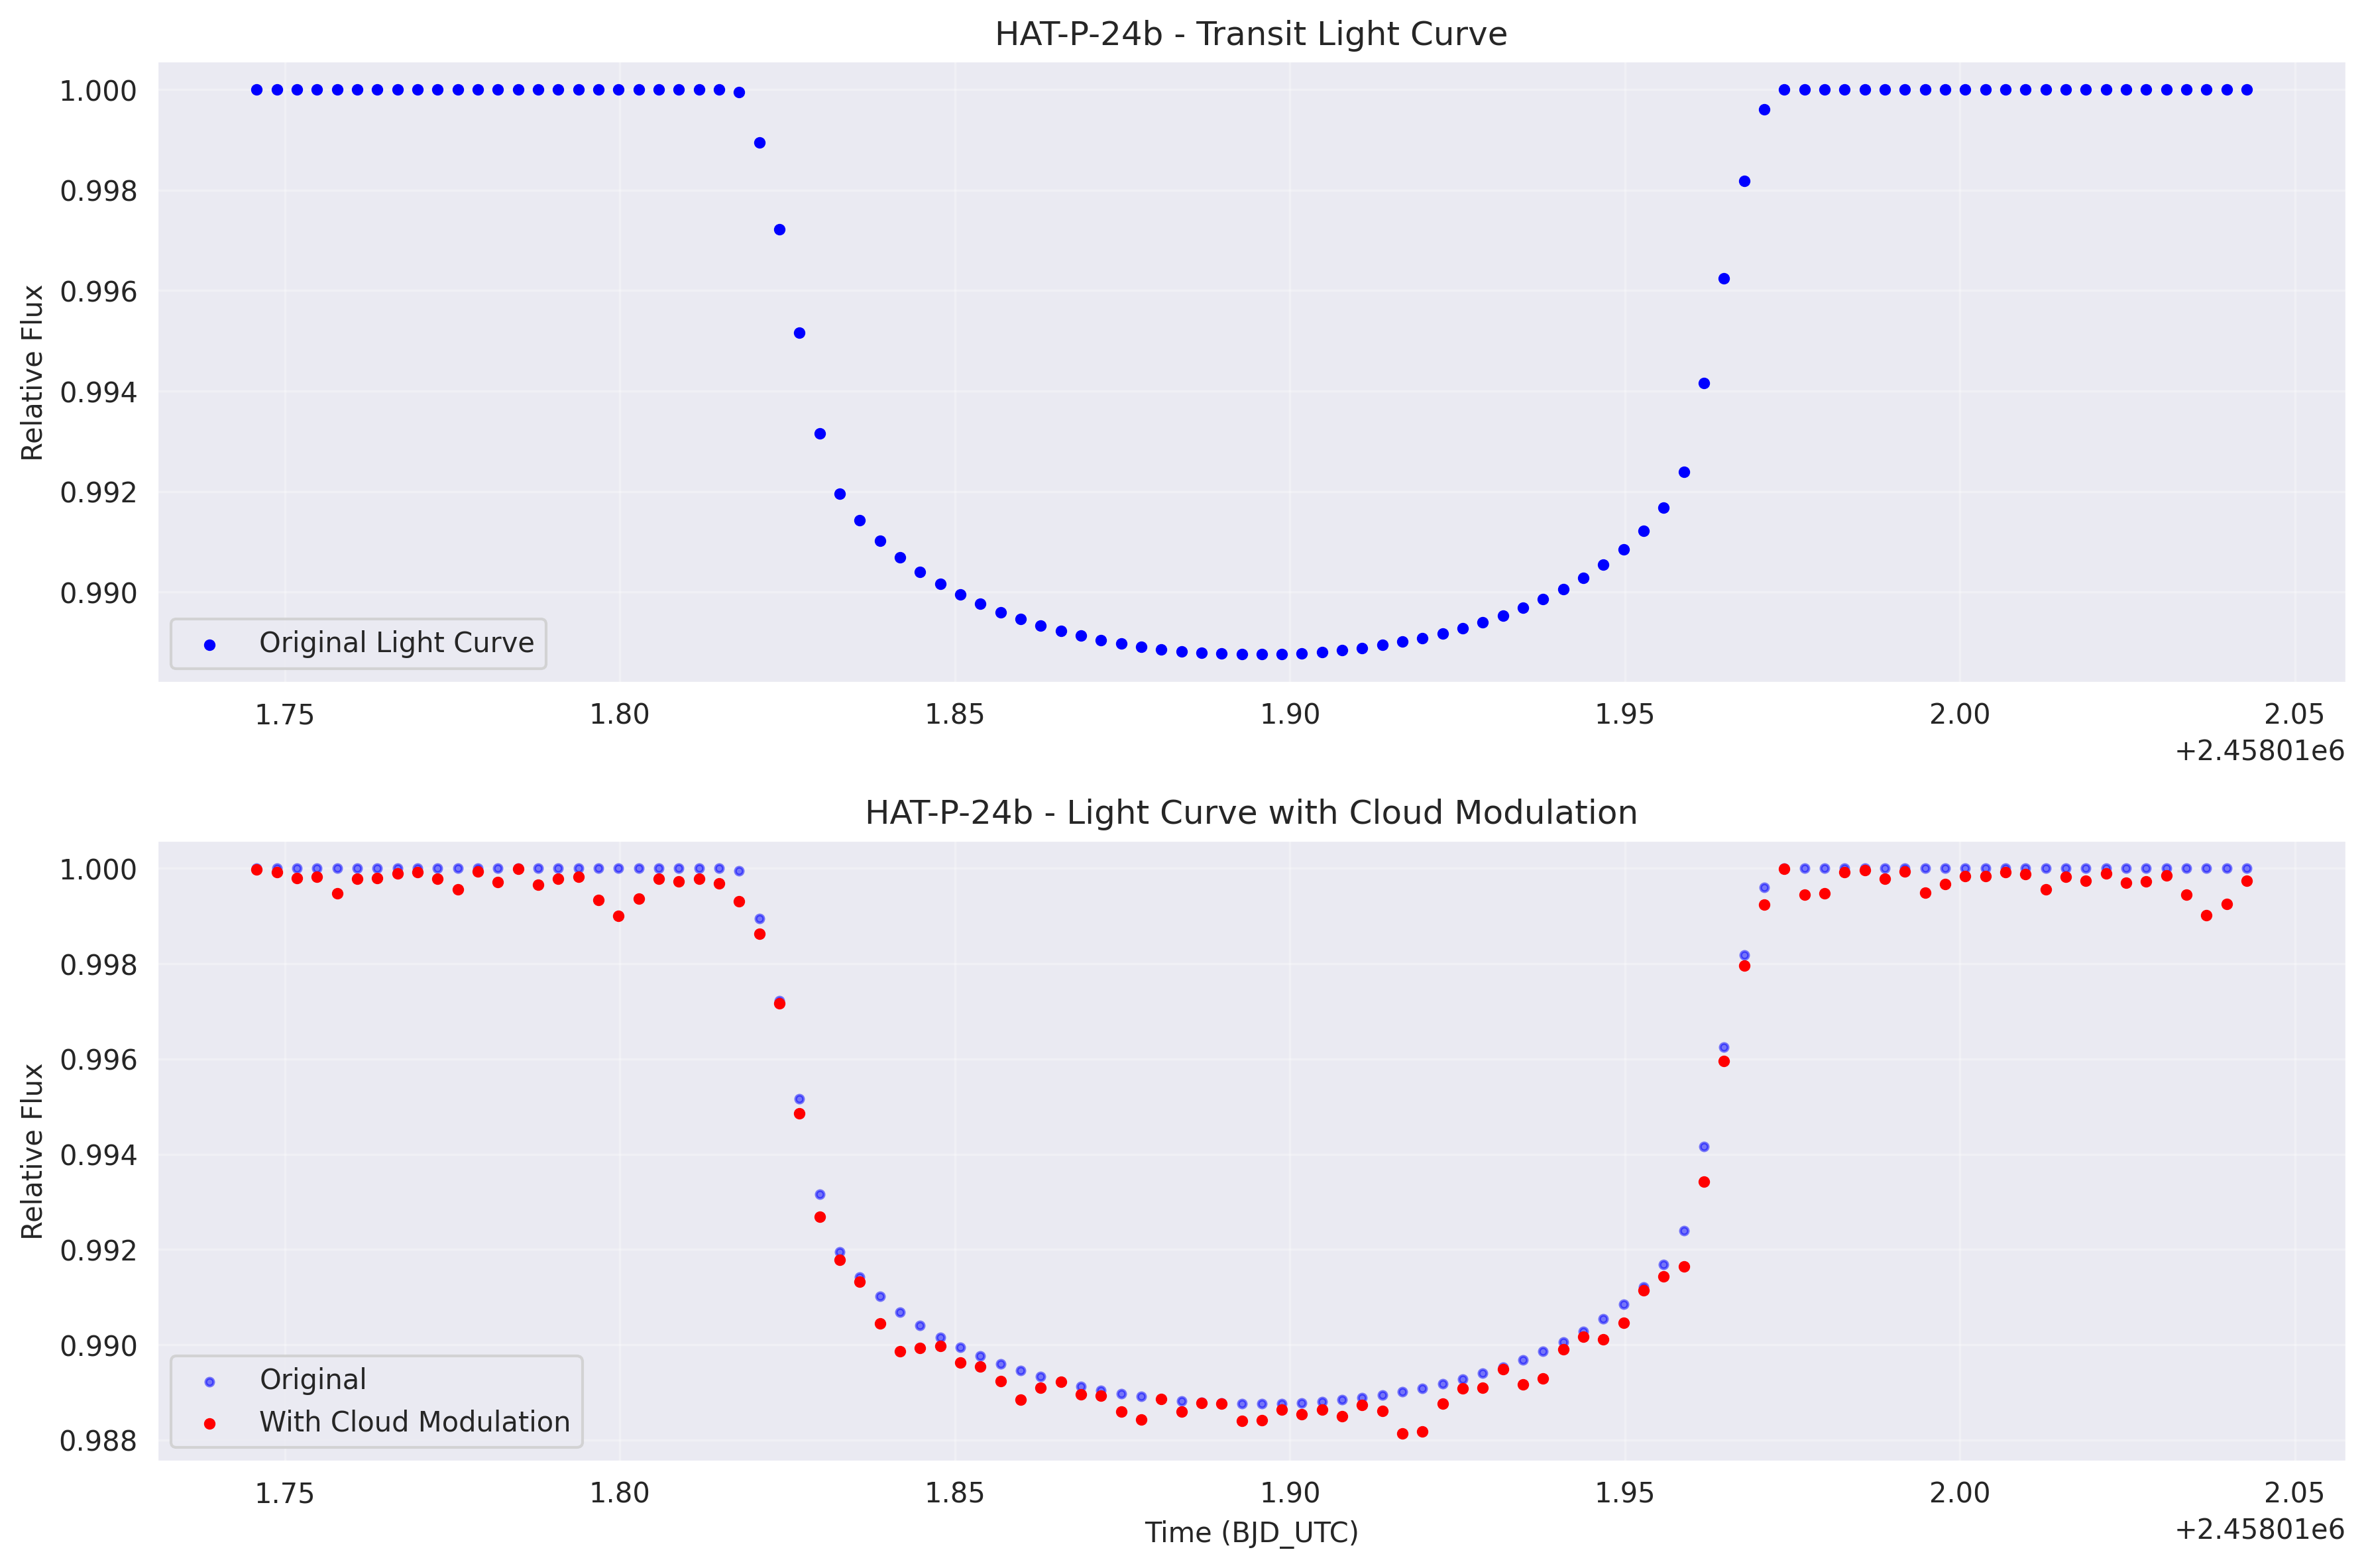 HAT-P-24b - Transit Light Curve
Relative Flux
1.000
0.998
0.996
0.994
0.992
0.990
Original Light Curve
1.75 1.80 1.85 1.90 1.95 2.00 2.05
+2.45801e6
HAT-P-24b - Light Curve with Cloud Modulation
Relative Flux
1.000
0.998
0.996
0.994
0.992
0.990
0.988
Original
With Cloud Modulation
1.75 1.80 1.85 1.90 1.95 2.00 2.05
Time (BJD_UTC)
+2.45801e6